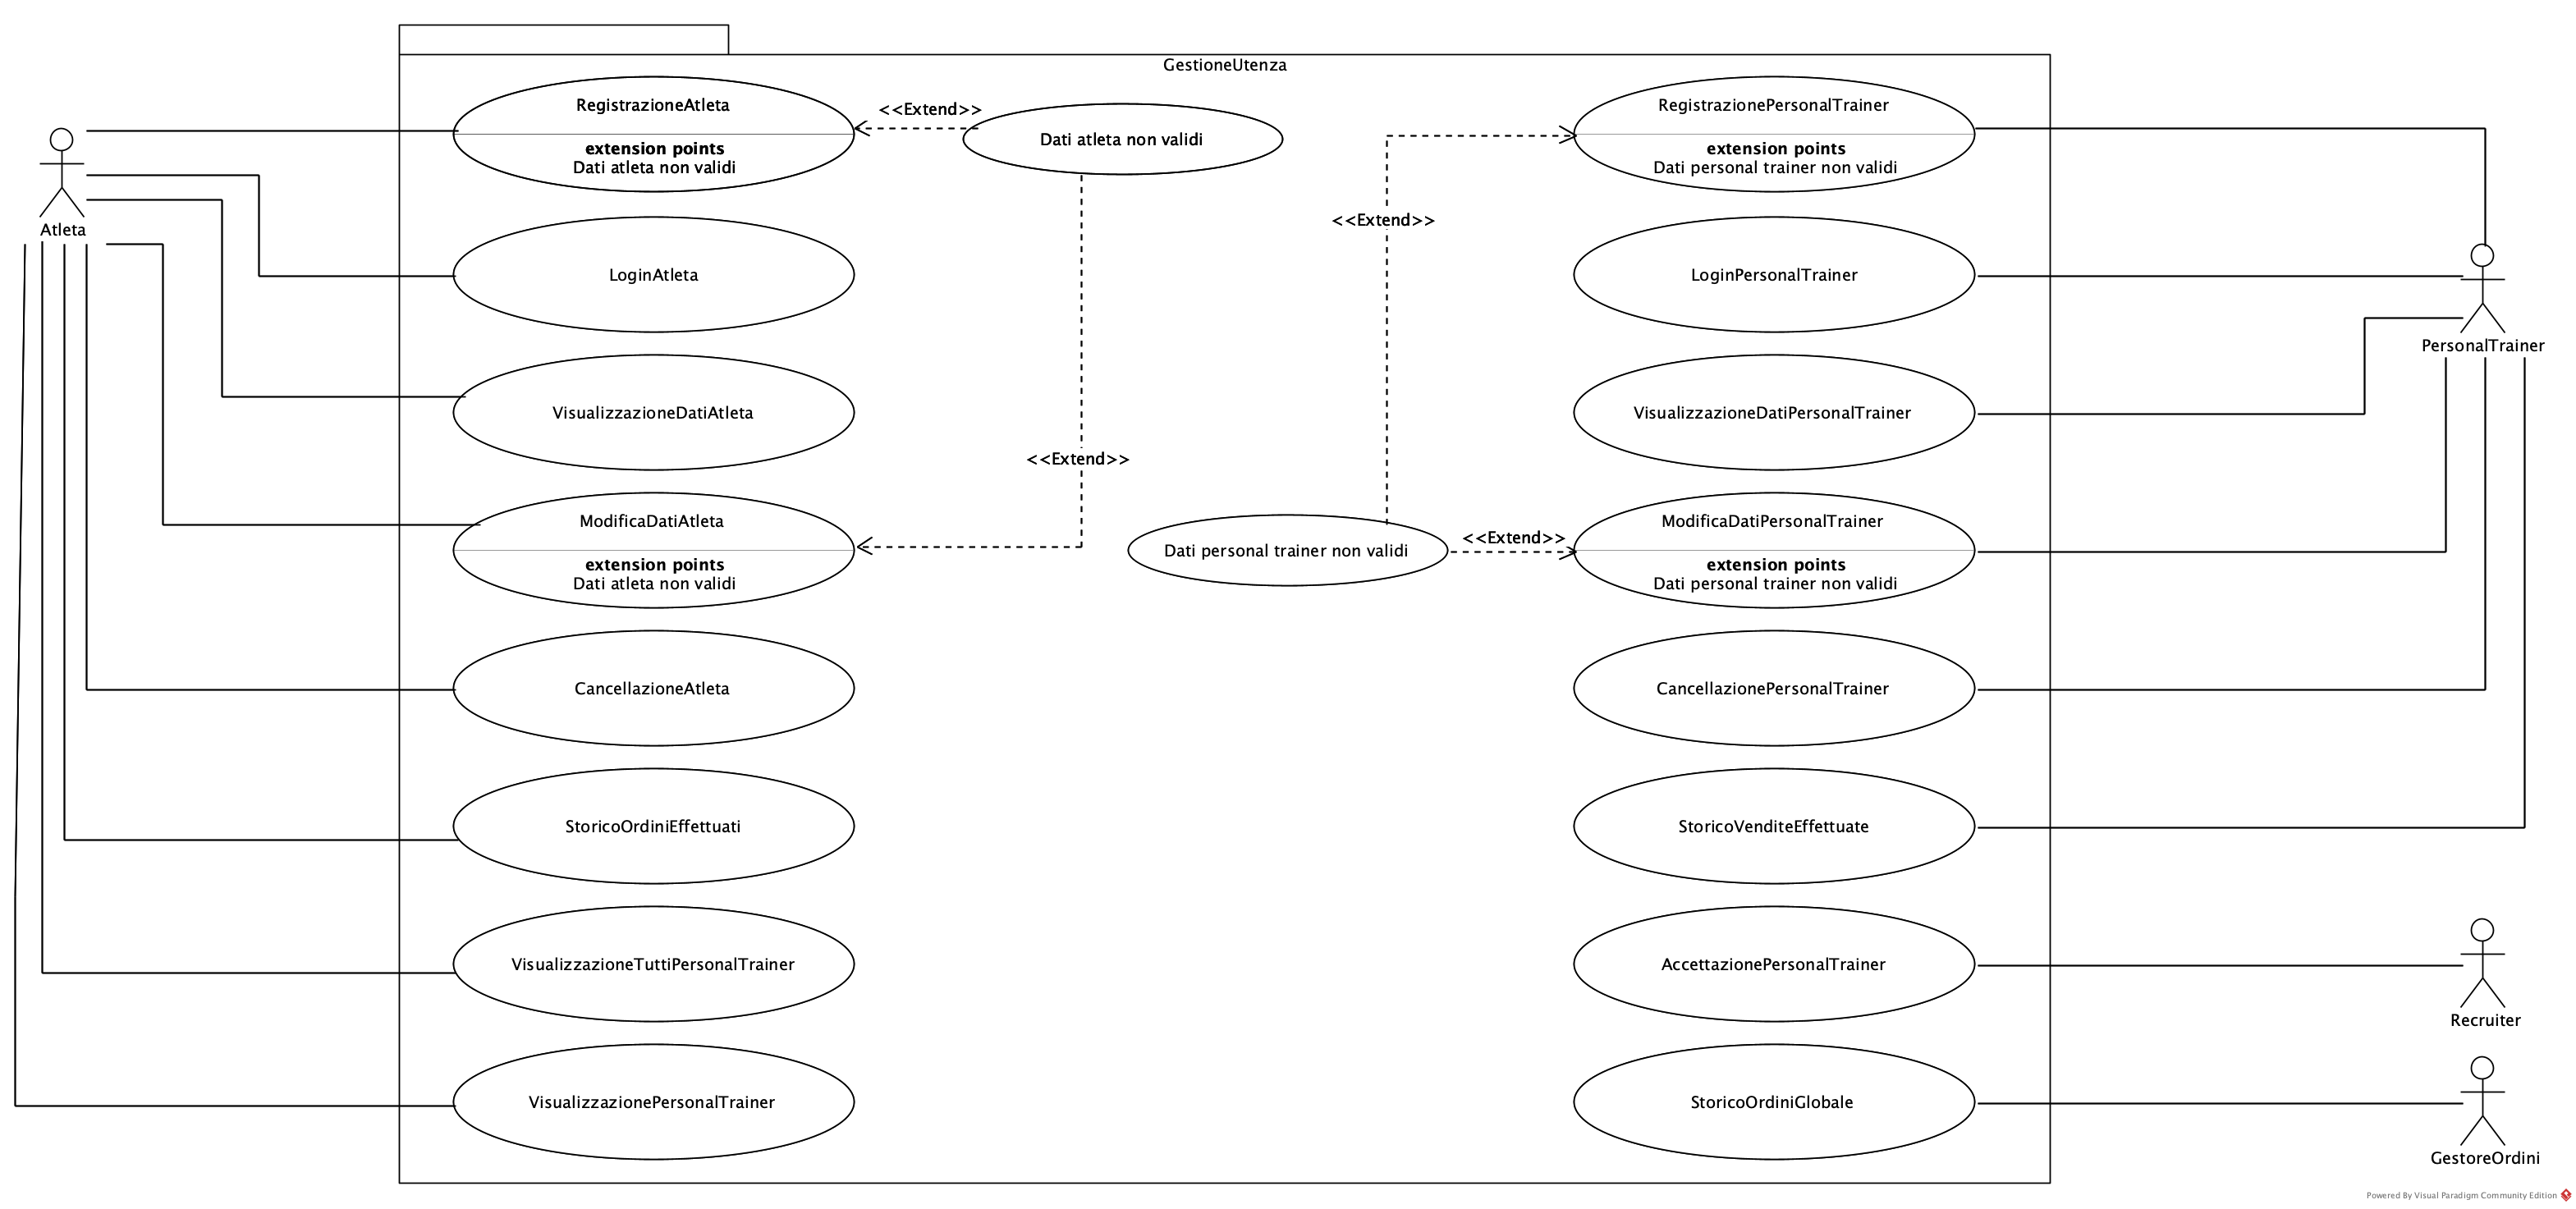 GestioneUtenza
RegistrazioneAtleta
extension points
Dati atleta non validi
<<Extend>>
Dati atleta non validi
RegistrazionePersonalTrainer
extension points
Dati personal trainer non validi
Atleta
<<Extend>>
LoginAtleta
LoginPersonalTrainer
PersonalTrainer
VisualizzazioneDatiAtleta
VisualizzazioneDatiPersonalTrainer
<<Extend>>
ModificaDatiAtleta
extension points
Dati atleta non validi
Dati personal trainer non validi
<<Extend>>
ModificaDatiPersonalTrainer
extension points
Dati personal trainer non validi
CancellazioneAtleta
CancellazionePersonalTrainer
StoricoOrdiniEffettuati
StoricoVenditeEffettuate
VisualizzazioneTuttiPersonalTrainer
AccettazionePersonalTrainer
Recruiter
VisualizzazionePersonalTrainer
StoricoOrdiniGlobale
GestoreOrdini
Powered By Visual Paradigm Community Edition